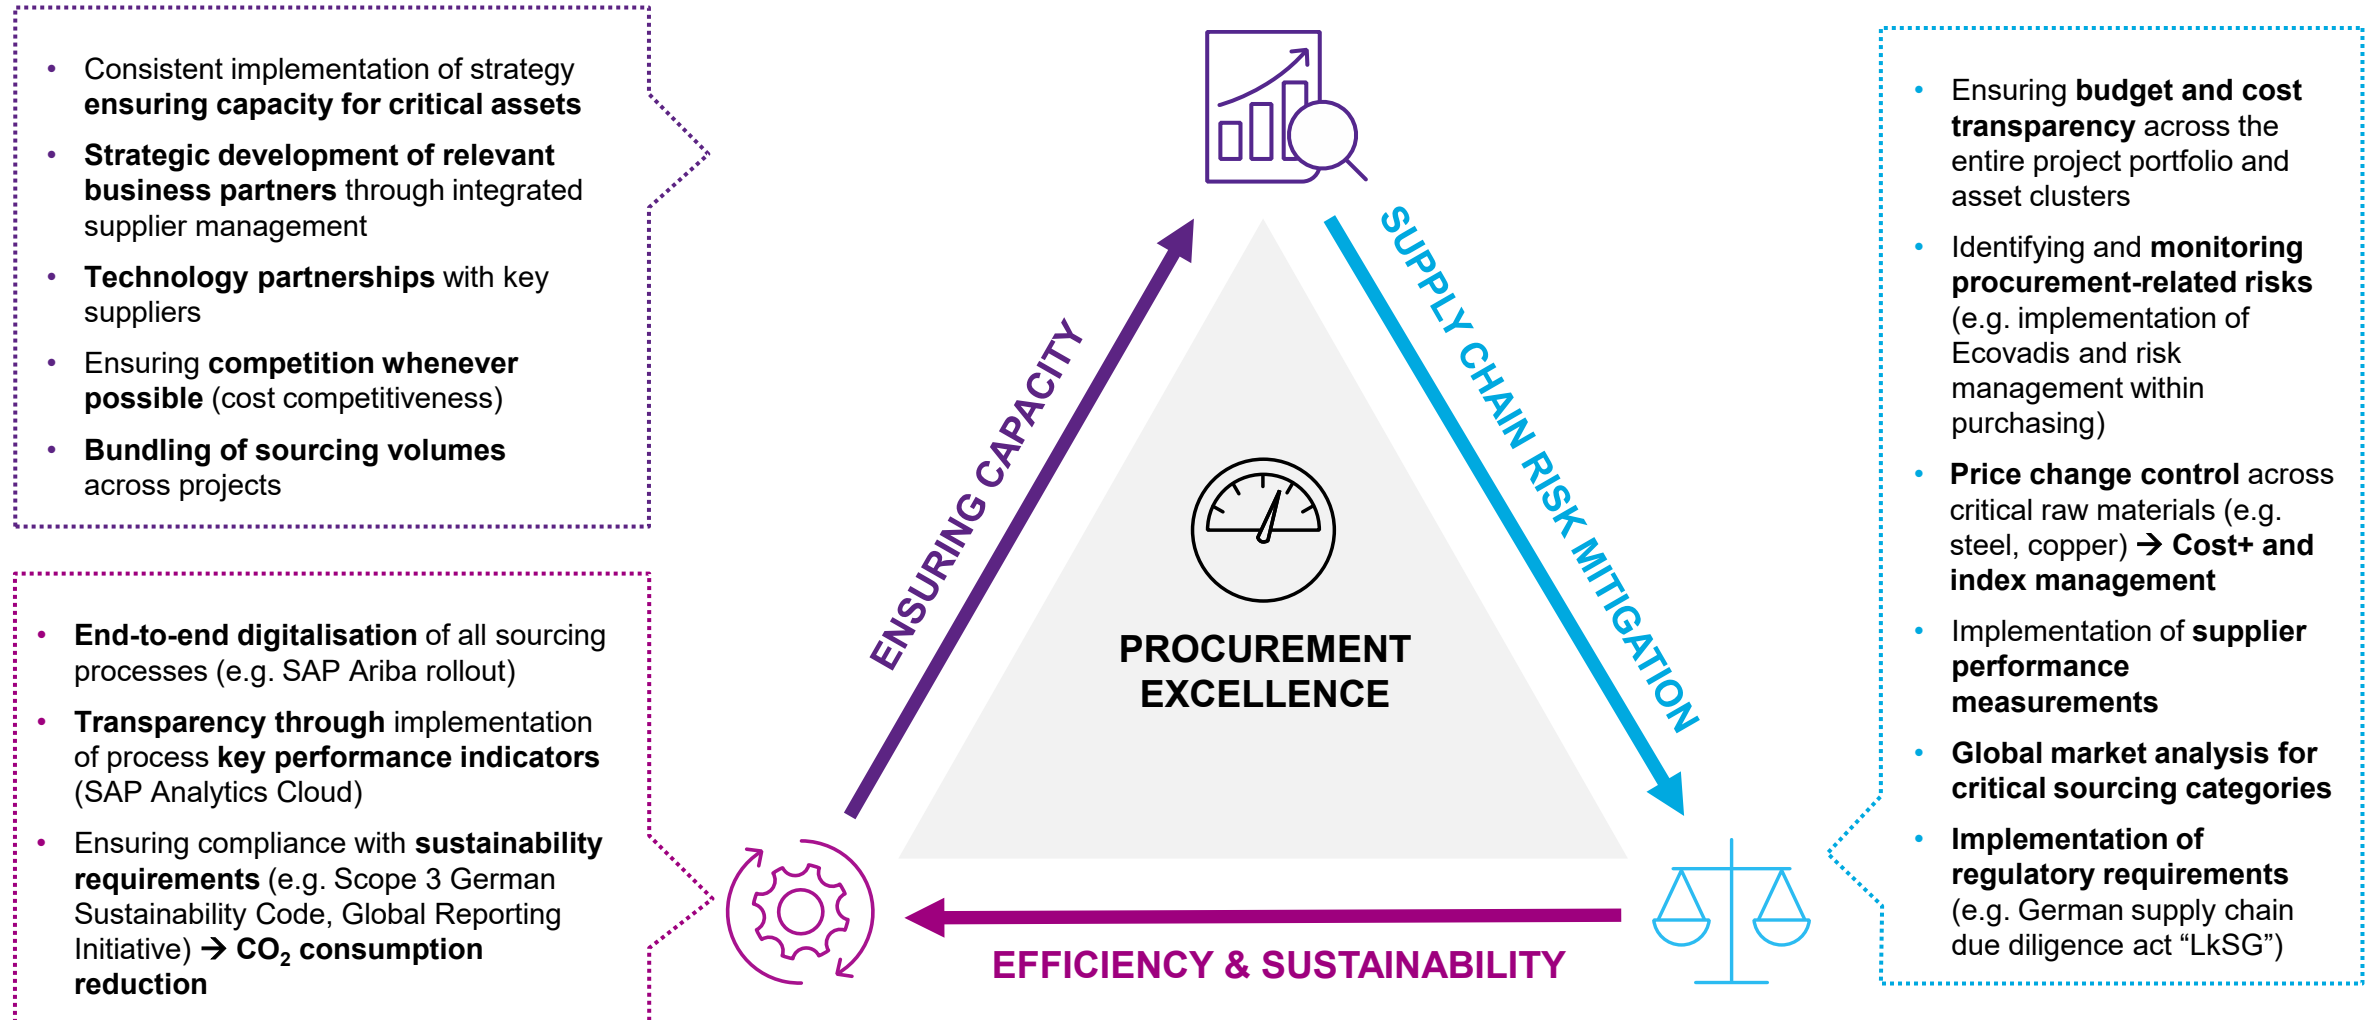 • Consistent implementation of strategy
ensuring capacity for critical assets
• Strategic development of relevant
business partners through integrated
supplier management
• Technology partnerships with key
suppliers
• Ensuring competition whenever
possible (cost competitiveness)
• Bundling of sourcing volumes
across projects
• End-to-end digitalisation of all sourcing
processes (e.g. SAP Ariba rollout)
• Transparency through implementation
of process key performance indicators
(SAP Analytics Cloud)
• Ensuring compliance with sustainability
requirements (e.g. Scope 3 German
Sustainability Code, Global Reporting
Initiative) → CO₂ consumption
reduction
ENSURING CAPACITY
SUPPLY CHAIN RISK MITIGATION
PROCUREMENT
EXCELLENCE
EFFICIENCY & SUSTAINABILITY
• Ensuring budget and cost
transparency across the
entire project portfolio and
asset clusters
• Identifying and monitoring
procurement-related risks
(e.g. implementation of
Ecovadis and risk
management within
purchasing)
• Price change control across
critical raw materials (e.g.
steel, copper) → Cost+ and
index management
• Implementation of supplier
performance
measurements
• Global market analysis for
critical sourcing categories
• Implementation of
regulatory requirements
(e.g. German supply chain
due diligence act “LkSG”)